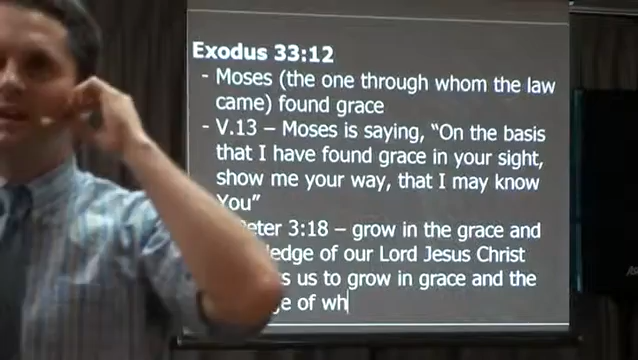 Exodus 33:12
- Moses (the one through whom the law
came) found grace
- V.13 – Moses is saying, "On the basis
that I have found grace in your sight,
show me your way, that I may know
You"
3:18 – grow in the grace and
of our Lord Jesus Christ
us to grow in grace and the
of wh